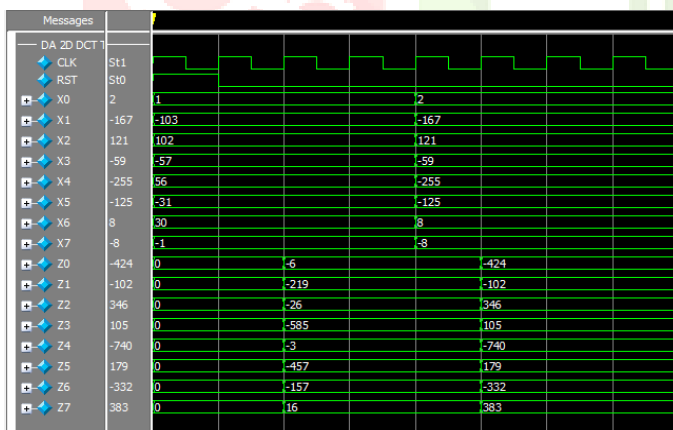 Messages
DA 2D DCT T
CLK St1
RST St0
X0 2 1 2
X1 -167 -103 -167
X2 121 102 121
X3 -59 -57 -59
X4 -255 56 -255
X5 -125 -31 -125
X6 8 30 8
X7 -8 -1 -8
Z0 -424 0 -6 -424
Z1 -102 0 -219 -102
Z2 346 0 -26 346
Z3 105 0 -585 105
Z4 -740 0 -3 -740
Z5 179 0 -457 179
Z6 -332 0 -157 -332
Z7 383 0 16 383